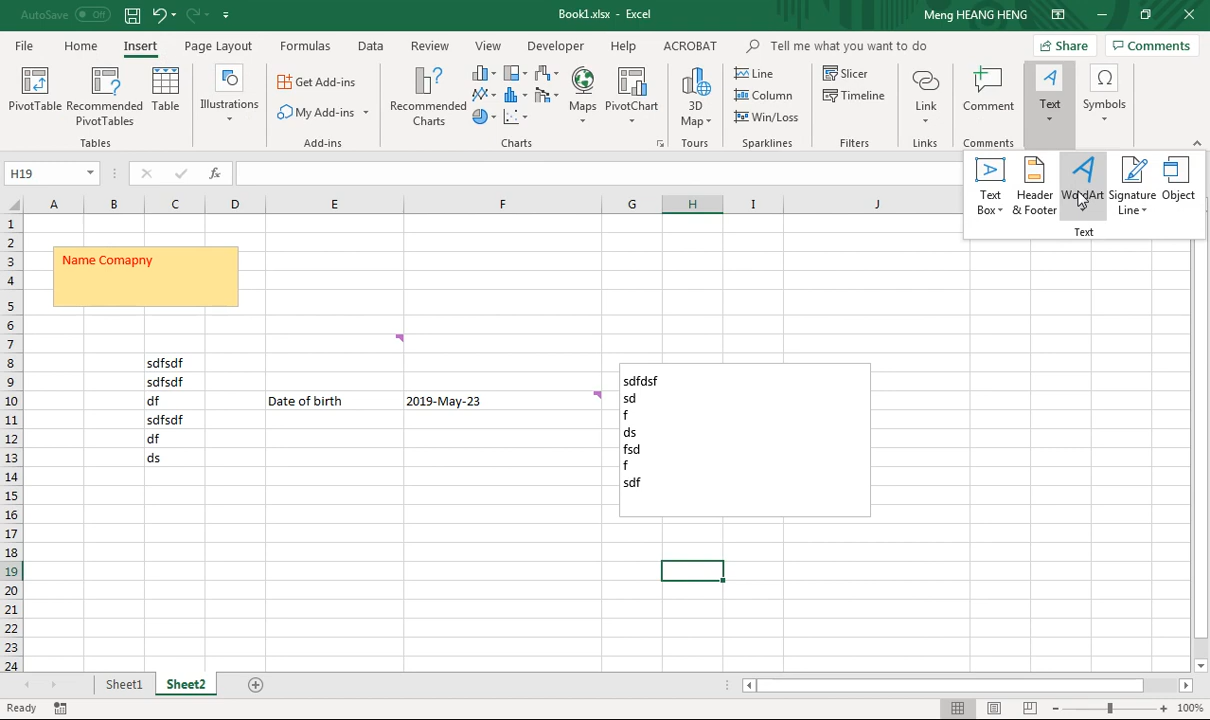 AutoSave Off
Book1.xlsx - Excel
Meng HEANG HENG
File Home Insert Page Layout Formulas Data Review View Developer Help ACROBAT Tell me what you want to do Share Comments
PivotTable
Recommended
PivotTables
Table
Tables
Illustrations
Get Add-ins
My Add-ins
Add-ins
Recommended
Charts
Maps
PivotChart
Charts
3D
Map
Tours
Line
Column
Win/Loss
Sparklines
Slicer
Timeline
Filters
Link
Links
Comment
Comments
Text
Symbols
Text
Box
Header
& Footer
WordArt
Signature
Line
Object
Text
H19
fx
A B C D E F G H I J
1
2
3
4
5
6
7
8
9
10
11
12
13
14
15
16
17
18
19
20
21
22
23
24
Name Comapny
sdfsdf
sdfsdf
df
sdfsdf
df
ds
Date of birth 2019-May-23
sdfdsf
sd
f
ds
fsd
f
sdf
Sheet1 Sheet2
Ready
100%